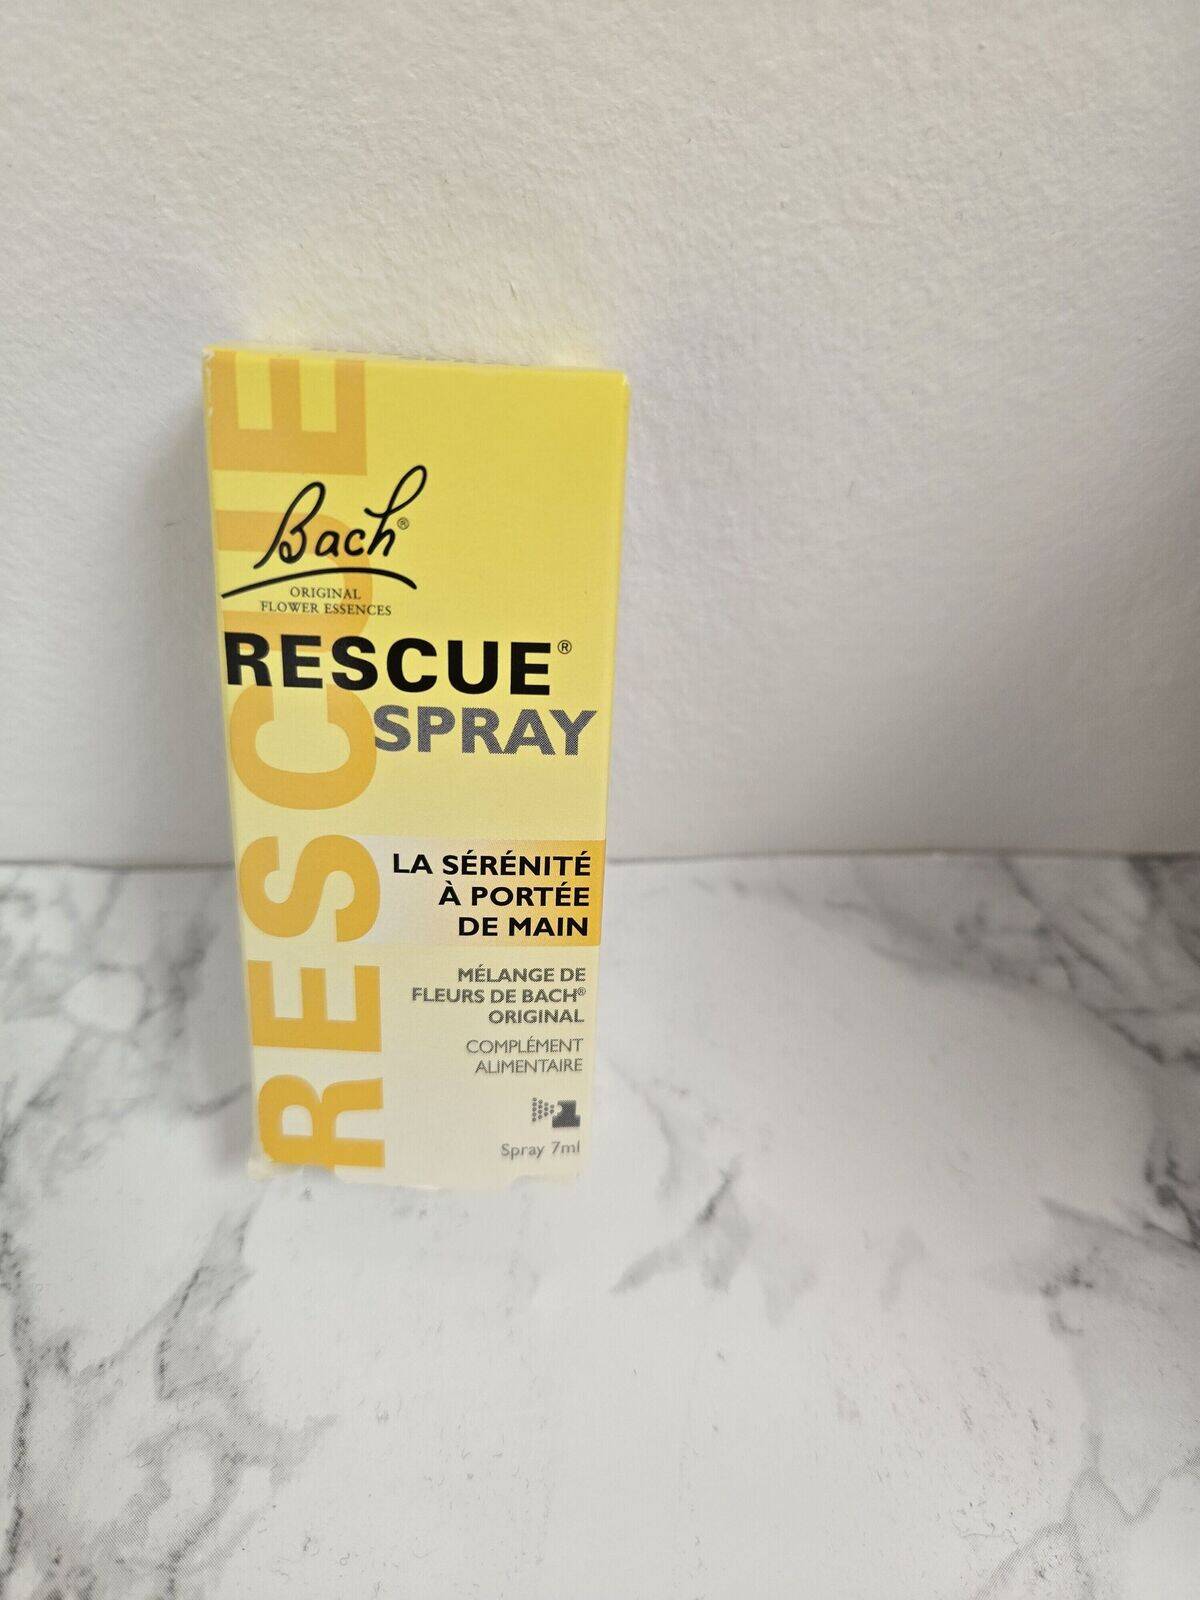 RESCUE
Bach®
ORIGINAL
FLOWER ESSENCES
RESCUE®
SPRAY
LA SÉRÉNITÉ
À PORTÉE
DE MAIN
MÉLANGE DE
FLEURS DE BACH®
ORIGINAL
COMPLÉMENT
ALIMENTAIRE
Spray 7ml